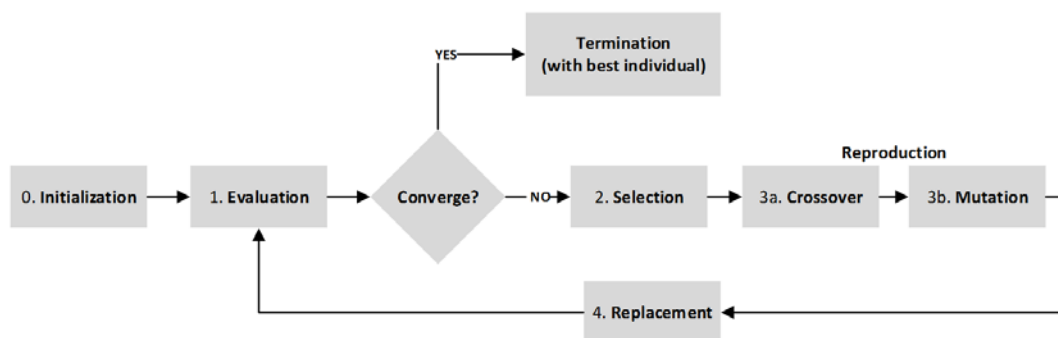 Termination
(with best individual)
YES
Reproduction
0. Initialization
1. Evaluation
Converge?
NO
2. Selection
3a. Crossover
3b. Mutation
4. Replacement